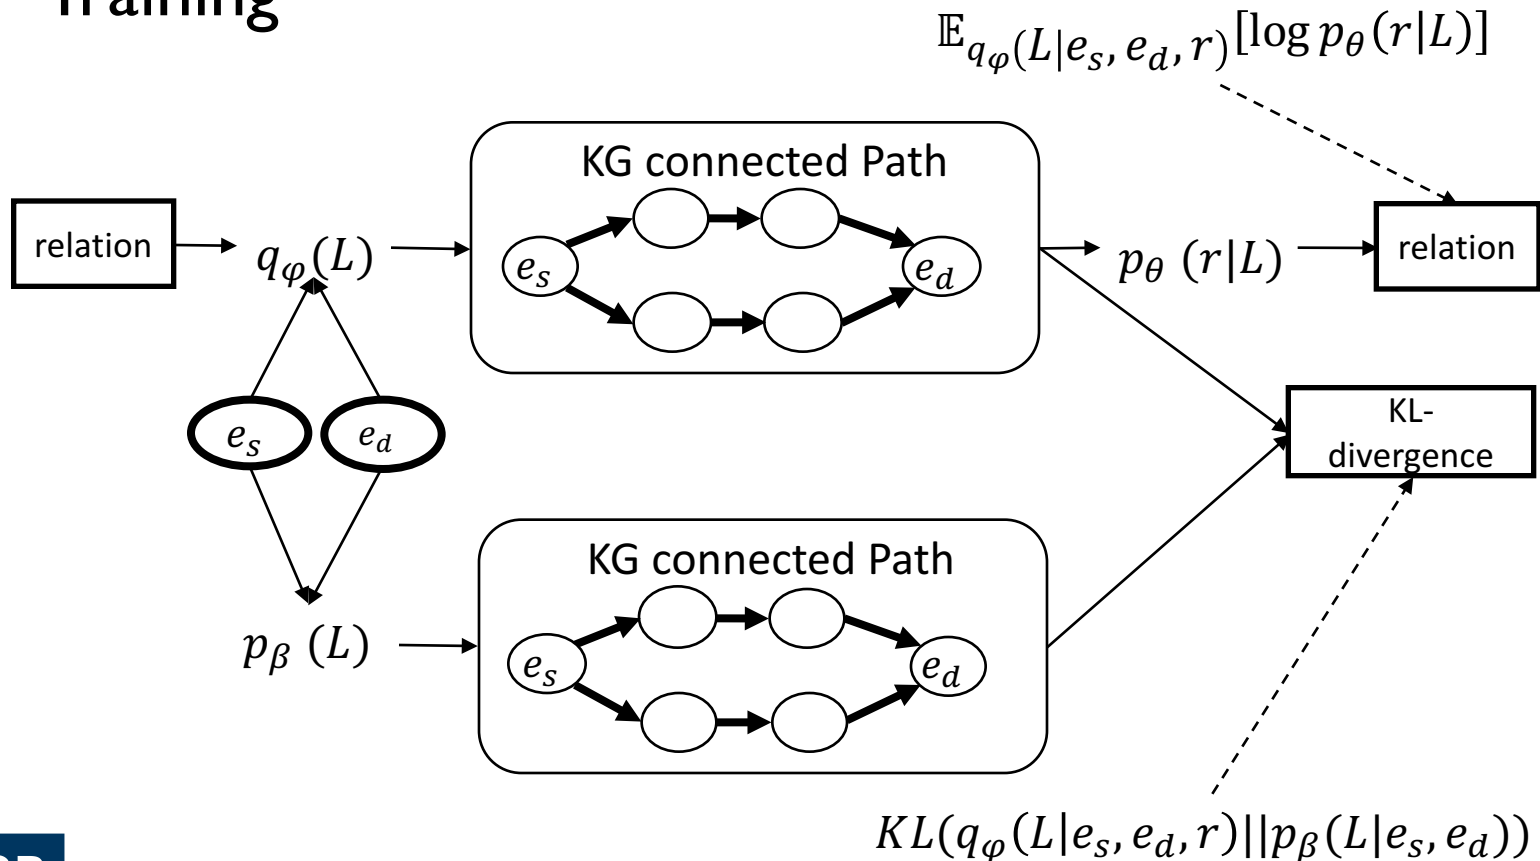 Training
𝔼_{q_φ(L|e_s, e_d, r)}[log p_θ(r|L)]
KG connected Path
relation
q_φ(L)
e_s
e_d
p_θ (r|L)
relation
e_s
e_d
KL-
divergence
KG connected Path
p_β (L)
e_s
e_d
KL(q_φ(L|e_s, e_d, r)||p_β(L|e_s, e_d))